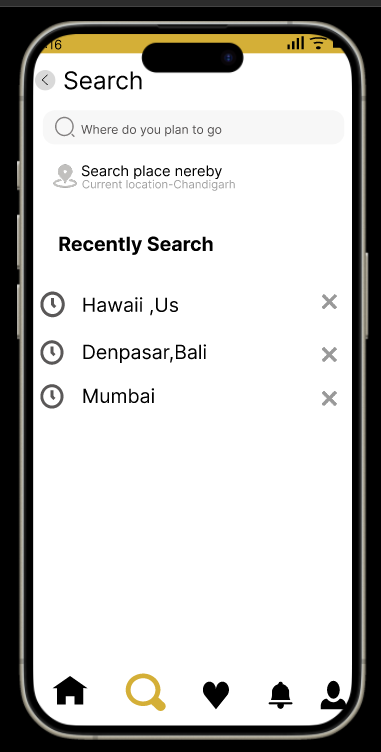 Search
Where do you plan to go
Search place nereby
Current location-Chandigarh
Recently Search
Hawaii ,Us
Denpasar,Bali
Mumbai